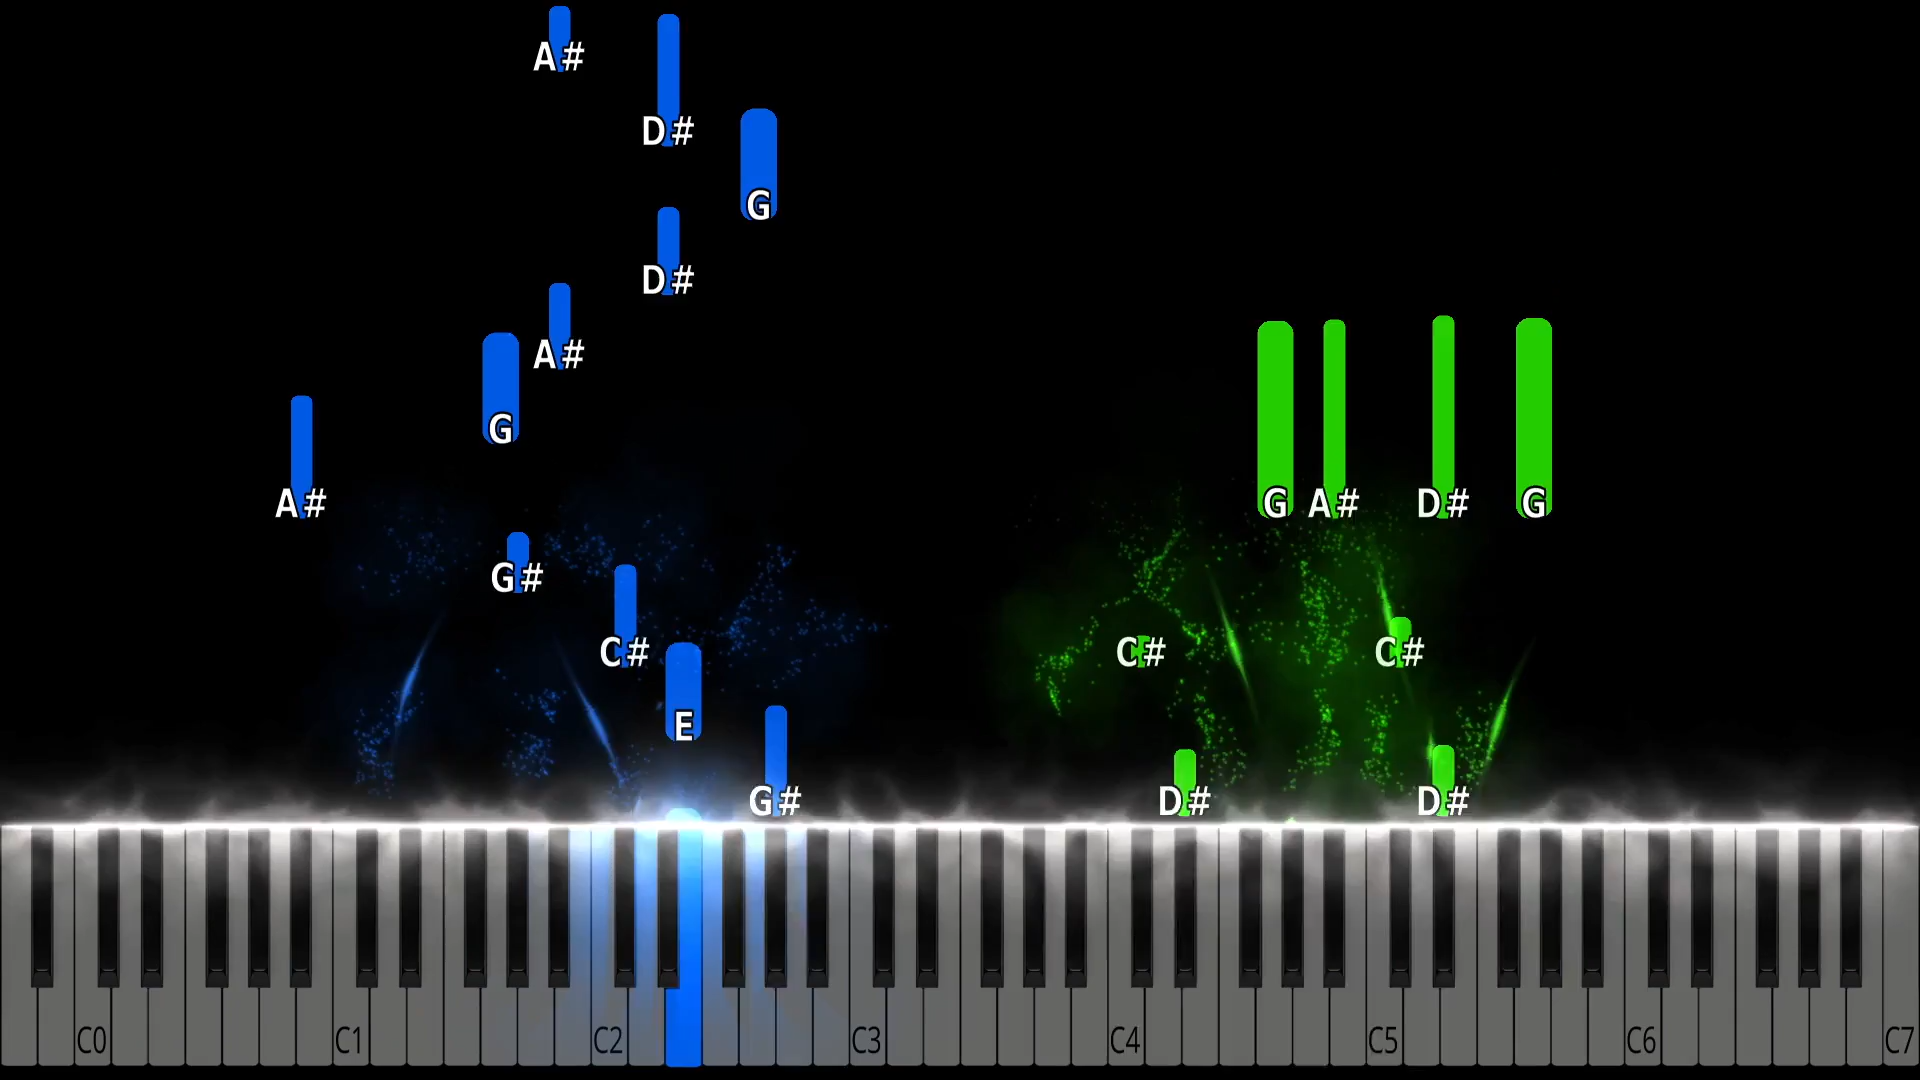 A#
D#
G
D#
A#
G
A# G A# D# G
G#
C# C# C#
E
G# D# D#
C0 C1 C2 C3 C4 C5 C6 C7